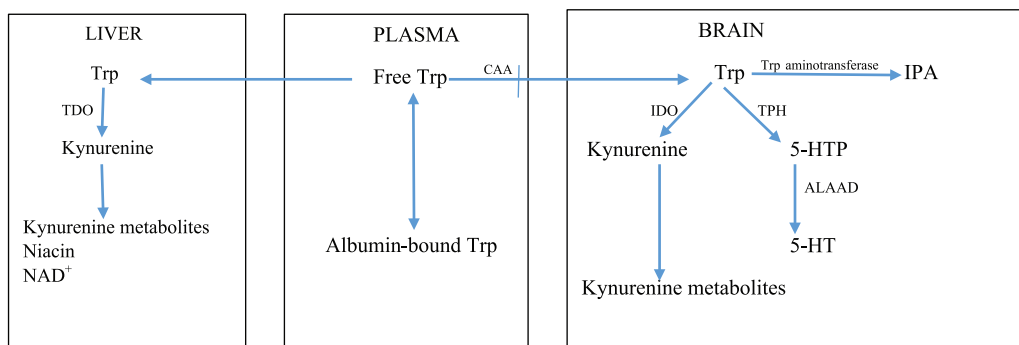 LIVER
Trp
TDO
Kynurenine
Kynurenine metabolites
Niacin
NAD⁺
PLASMA
Free Trp
CAA
Albumin-bound Trp
BRAIN
Trp
Trp aminotransferase
IPA
IDO
TPH
Kynurenine
5-HTP
ALAAD
5-HT
Kynurenine metabolites